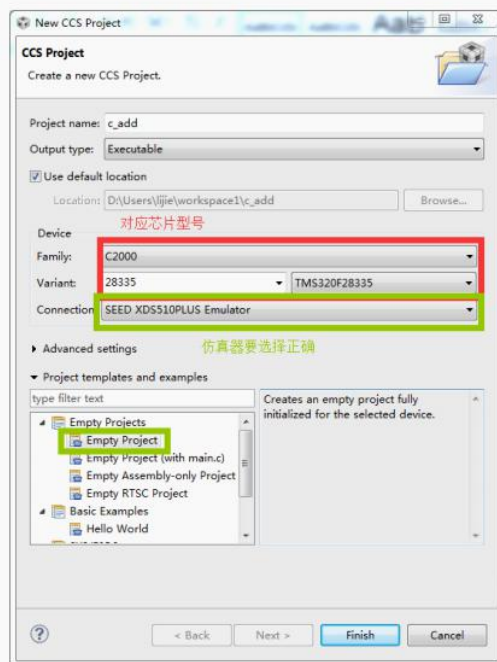 New CCS Project
CCS Project
Create a new CCS Project.
Project name: c_add
Output type: Executable
Use default location
Location: D:\Users\lijie\workspace1\c_add Browse...
对应芯片型号
Device
Family: C2000
Variant: 28335 TMS320F28335
Connection SEED XDS510PLUS Emulator
Advanced settings
仿真器要选择正确
Project templates and examples
type filter text
Creates an empty project fully
initialized for the selected device.
Empty Projects
Empty Project
Empty Project (with main.c)
Empty Assembly-only Project
Empty RTSC Project
Basic Examples
Hello World
? < Back Next > Finish Cancel